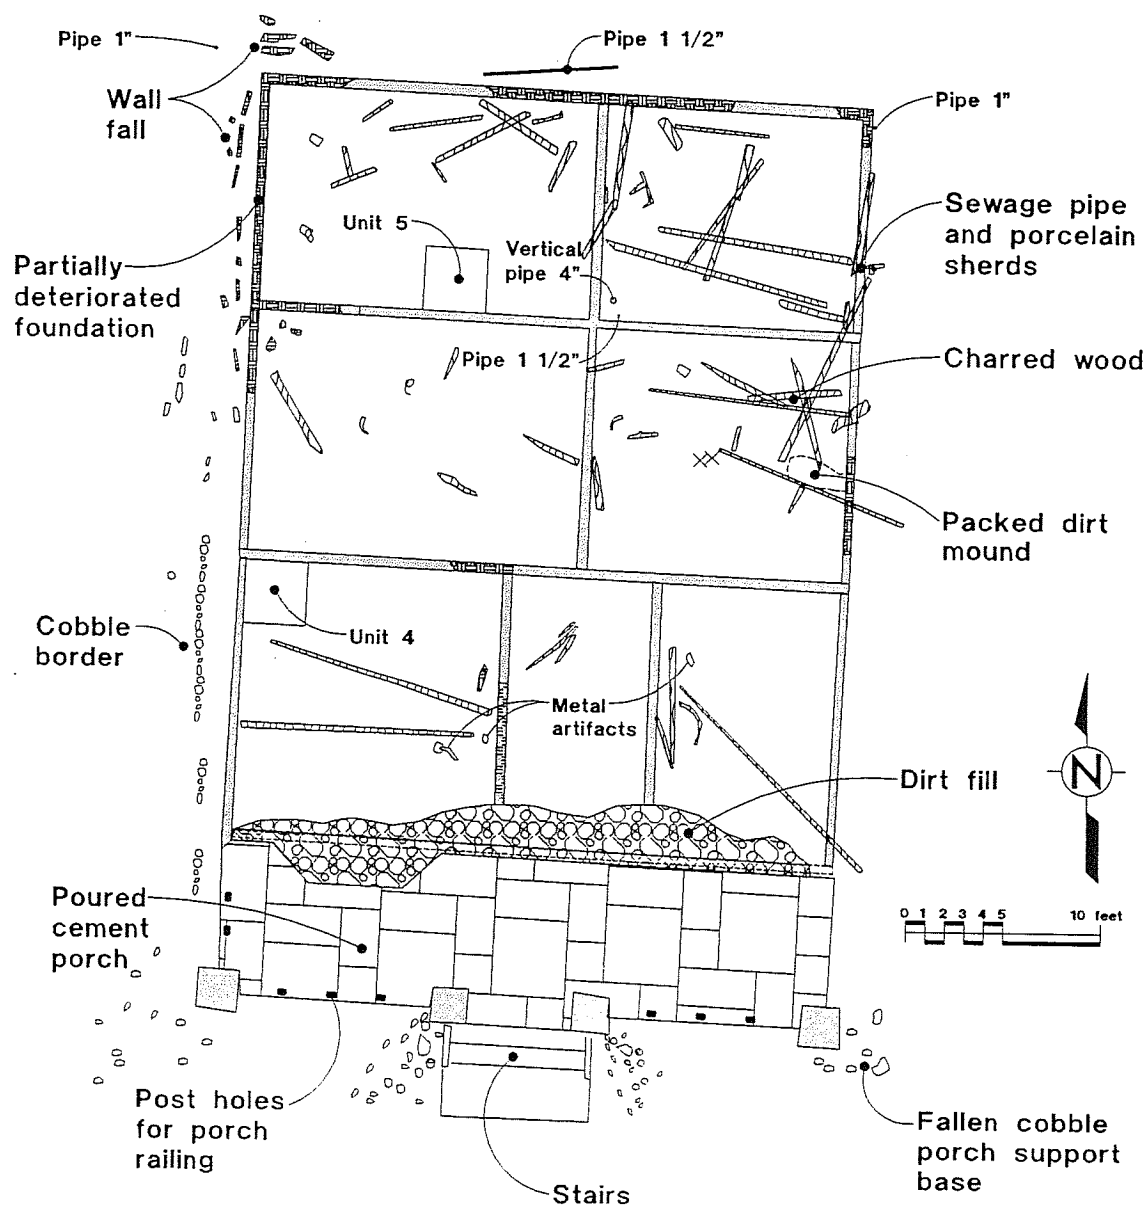 Pipe 1"
Pipe 1 1/2"
Wall
fall
Pipe 1"
Sewage pipe
and porcelain
sherds
Unit 5
Vertical
pipe 4"
Partially
deteriorated
foundation
Pipe 1 1/2"
Charred wood
Packed dirt
mound
Cobble
border
Unit 4
Metal
artifacts
N
Dirt fill
Poured
cement
porch
0 1 2 3 4 5 10 feet
Post holes
for porch
railing
Fallen cobble
porch support
base
Stairs